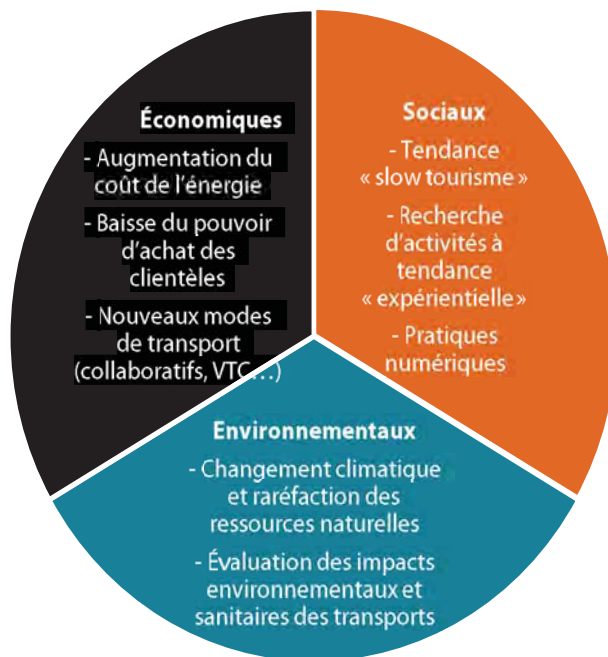 Économiques
- Augmentation du
coût de l’énergie
- Baisse du pouvoir
d’achat des
clientèles
- Nouveaux modes
de transport
(collaboratifs, VTC…)
Sociaux
- Tendance
« slow tourisme »
- Recherche
d’activités à
tendance
« expérientielle »
- Pratiques
numériques
Environnementaux
- Changement climatique
et raréfaction des
ressources naturelles
- Évaluation des impacts
environnementaux et
sanitaires des transports